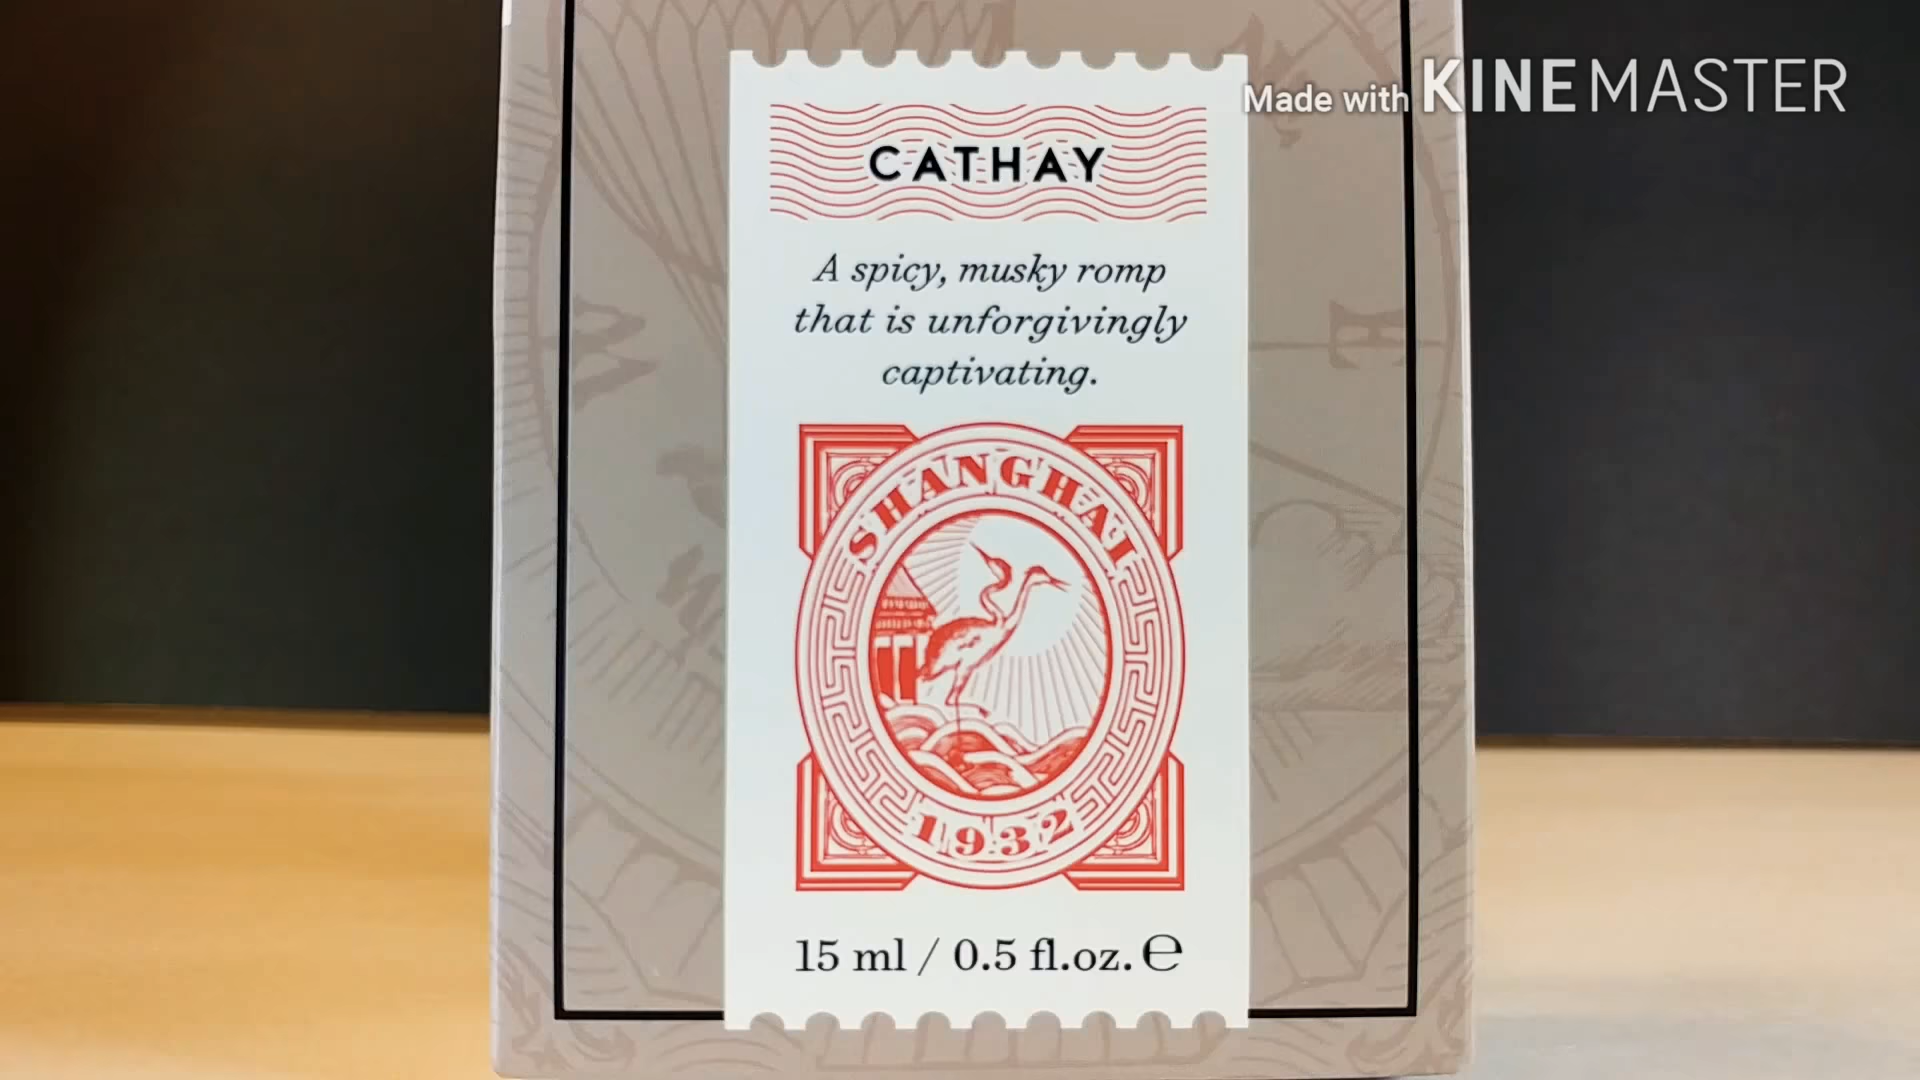 Made with KINEMASTER
CATHAY
A spicy, musky romp
that is unforgivingly
captivating.
SHANGHAI
W
E
1932
15 ml / 0.5 fl.oz. ℮